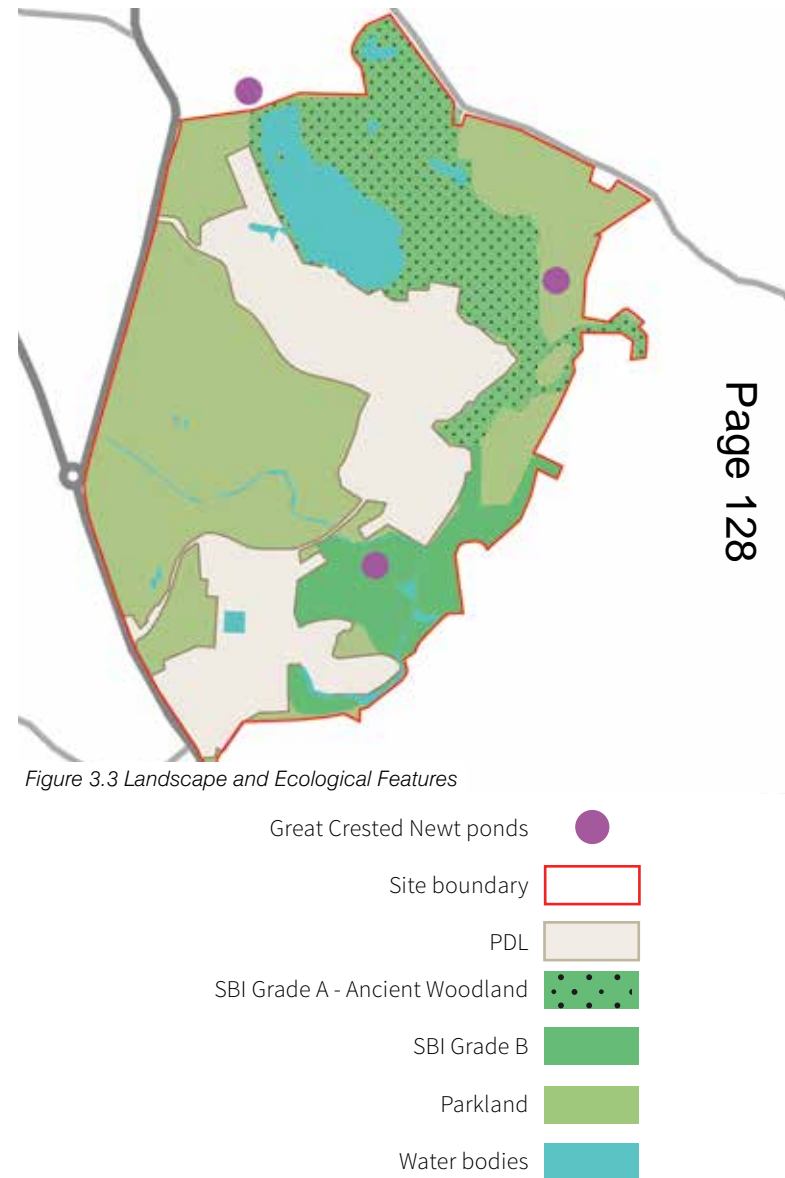 Page 128
Figure 3.3 Landscape and Ecological Features
Great Crested Newt ponds
Site boundary
PDL
SBI Grade A - Ancient Woodland
SBI Grade B
Parkland
Water bodies